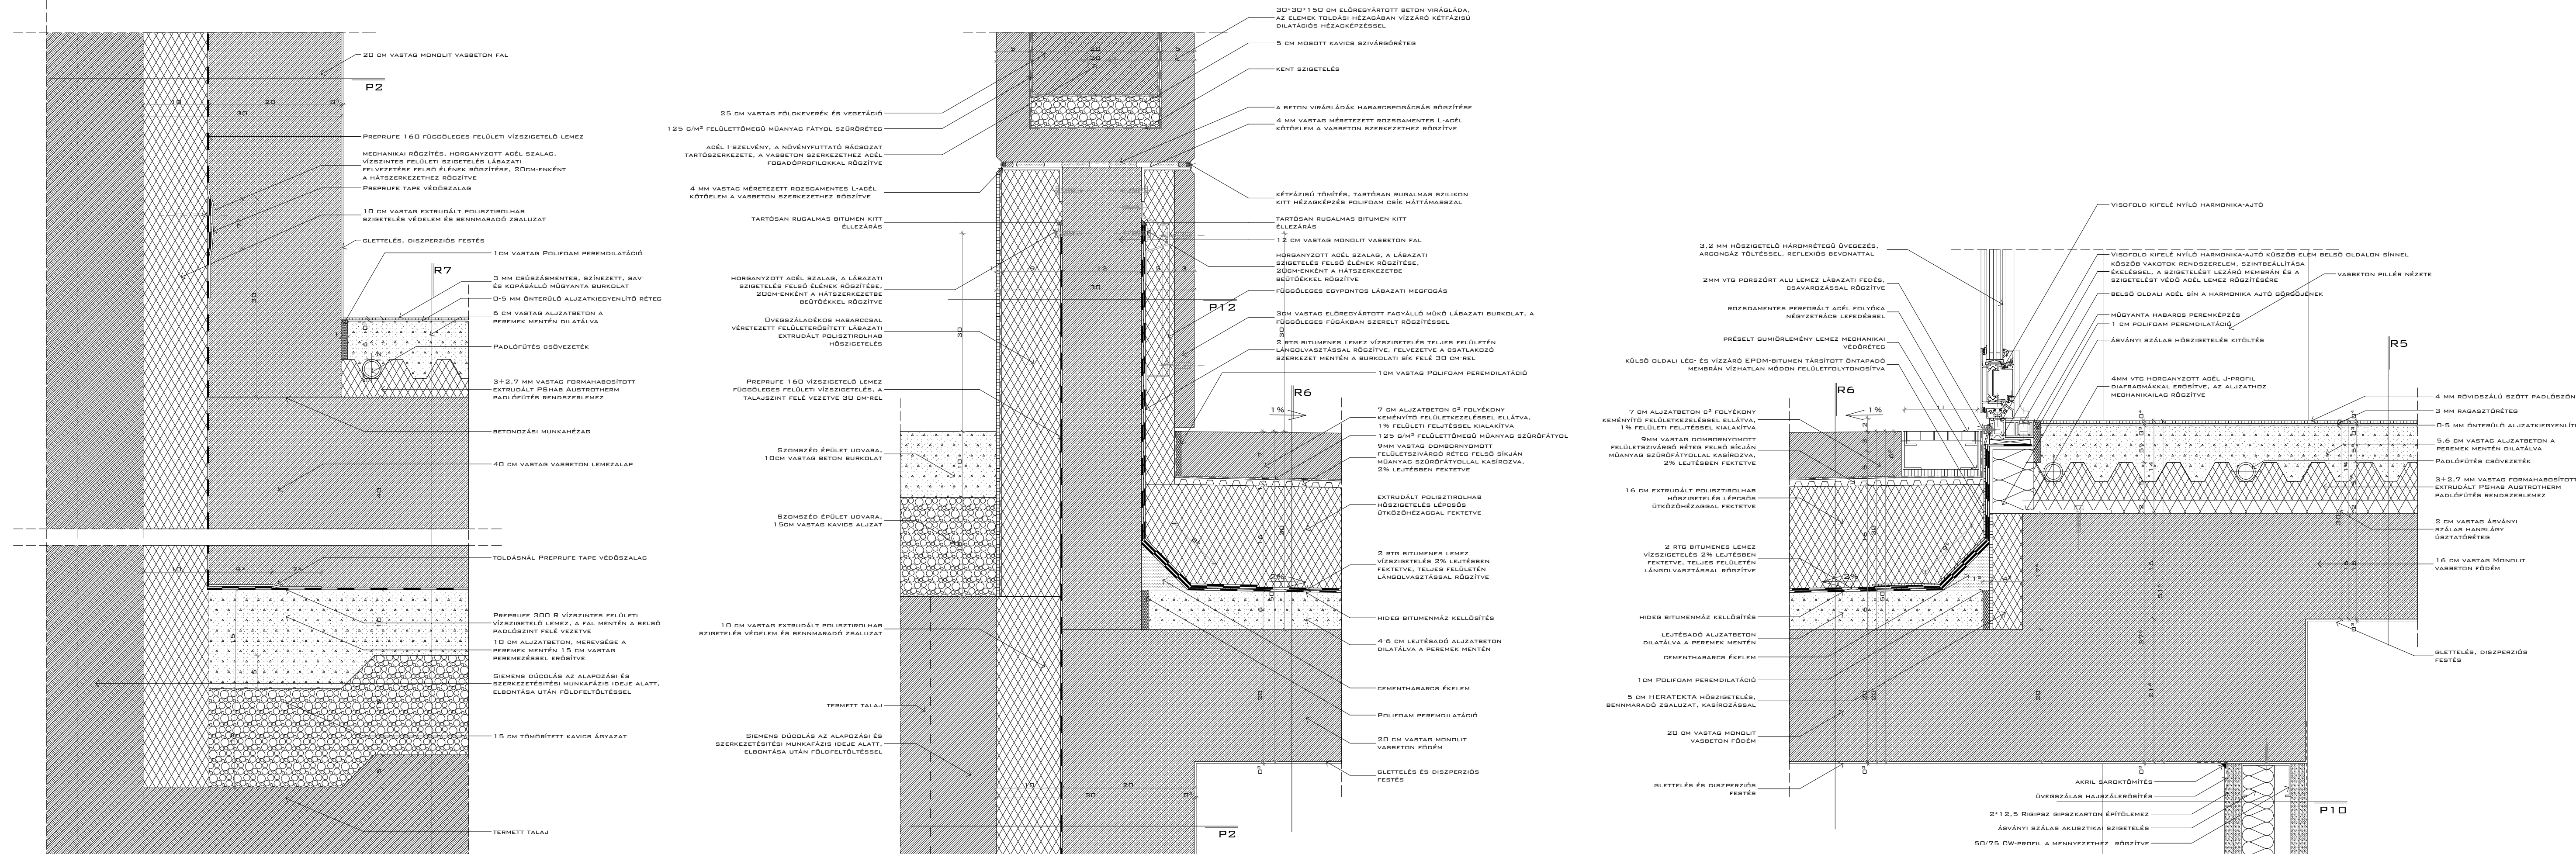 20 CM VASTAG MONOLIT VASBETON FAL
P2
10
20
0⁵
30
PREPRUFE 160 FÜGGŐLEGES FELÜLETI VÍZSZIGETELŐ LEMEZ
MECHANIKAI RÖGZÍTÉS, HORGANYZOTT ACÉL SZALAG,
VÍZSZINTES FELÜLETI SZIGETELÉS LÁBAZATI
FELVEZETÉSE FELSŐ ÉLÉNEK RÖGZÍTÉSE, 20CM-ENKÉNT
A HÁTSZERKEZETHEZ RÖGZÍTVE
PREPRUFE TAPE VÉDŐSZALAG
10 CM VASTAG EXTRUDÁLT POLISZTIROLHAB
SZIGETELÉS VÉDELEM ÉS BENNMARADÓ ZSALUZAT
GLETTELÉS, DISZPERZIÓS FESTÉS
1CM VASTAG POLIFOAM PEREMDILATÁCIÓ
R7
3 MM CSÚSZÁSMENTES, SZÍNEZETT, SAV-
ÉS KOPÁSÁLLÓ MŰGYANTA BURKOLAT
0-5 MM ÖNTERÜLŐ ALJZATKIEGYENLÍTŐ RÉTEG
6 CM VASTAG ALJZATBETON A
PEREMEK MENTÉN DILATÁLVA
PADLÓFŰTÉS CSŐVEZETÉK
3+2,7 MM VASTAG FORMAHABOSÍTOTT
EXTRUDÁLT PSHAB AUSTROTHERM
PADLÓFŰTÉS RENDSZERLEMEZ
BETONOZÁSI MUNKAHÉZAG
40 CM VASTAG VASBETON LEMEZALAP
30
40
TOLDÁSNÁL PREPRUFE TAPE VÉDŐSZALAG
10
9⁵
7⁵
PREPRUFE 300 R VÍZSZINTES FELÜLETI
VÍZSZIGETELŐ LEMEZ, A FAL MENTÉN A BELSŐ
PADLÓSZINT FELÉ VEZETVE
10 CM ALJZATBETON, MEREVSÉGE A
PEREMEK MENTÉN 15 CM VASTAG
PEREMEZÉSSEL ERŐSÍTVE
SIEMENS DÚCOLÁS AZ ALAPOZÁSI ÉS
SZERKEZETÉSITÉSI MUNKAFÁZIS IDEJE ALATT,
ELBONTÁSA UTÁN FÖLDFELTÖLTÉSSEL
15 CM TÖMÖRÍTETT KAVICS ÁGYAZAT
TERMETT TALAJ
30*30*150 CM ELŐREGYÁRTOTT BETON VIRÁGLÁDA,
AZ ELEMEK TOLDÁSI HÉZAGÁBAN VÍZZÁRÓ KÉTFÁZISÚ
DILATÁCIÓS HÉZAGKÉPZÉSSEL
5 CM MOSOTT KAVICS SZIVÁRGÓRÉTEG
KENT SZIGETELÉS
5
20
5
A BETON VIRÁGLÁDÁK HABARCSPOGÁCSÁS RÖGZÍTÉSE
4 MM VASTAG MÉRETEZETT ROZSGAMENTES L-ACÉL
KÖTŐELEM A VASBETON SZERKEZETHEZ RÖGZÍTVE
25 CM VASTAG FÖLDKEVERÉK ÉS VEGETÁCIÓ
125 G/M² FELÜLETTÖMEGŰ MŰANYAG FÁTYOL SZŰRŐRÉTEG
ACÉL I-SZELVÉNY, A NÖVÉNYFUTTATÓ RÁCSOZAT
TARTÓSZERKEZETE, A VASBETON SZERKEZETHEZ ACÉL
FOGADÓPROFILOKKAL RÖGZÍTVE
4 MM VASTAG MÉRETEZETT ROZSGAMENTES L-ACÉL
KÖTŐELEM A VASBETON SZERKEZETHEZ RÖGZÍTVE
TARTÓSAN RUGALMAS BITUMEN KITT
ÉLLEZÁRÁS
HORGANYZOTT ACÉL SZALAG, A LÁBAZATI
SZIGETELÉS FELSŐ ÉLÉNEK RÖGZÍTÉSE,
20CM-ENKÉNT A HÁTSZERKEZETBE
BEÜTŐÉKKEL RÖGZÍTVE
ÜVEGSZÁLADÉKOS HABARCCSAL
VÉRETEZETT FELÜLETERŐSÍTETT LÁBAZATI
EXTRUDÁLT POLISZTIROLHAB
HŐSZIGETELÉS
PREPRUFE 160 VÍZSZIGETELŐ LEMEZ
FÜGGŐLEGES FELÜLETI VÍZSZIGETELÉS, A
TALAJSZINT FELÉ VEZETVE 30 CM-REL
SZOMSZÉD ÉPÜLET UDVARA,
10CM VASTAG BETON BURKOLAT
SZOMSZÉD ÉPÜLET UDVARA,
15CM VASTAG KAVICS ALJZAT
10 CM VASTAG EXTRUDÁLT POLISZTIROLHAB
SZIGETELÉS VÉDELEM ÉS BENNMARADÓ ZSALUZAT
TERMETT TALAJ
SIEMENS DÚCOLÁS AZ ALAPOZÁSI ÉS
SZERKEZETÉSITÉSI MUNKAFÁZIS IDEJE ALATT,
ELBONTÁSA UTÁN FÖLDFELTÖLTÉSSEL
KÉTFÁZISÚ TÖMÍTÉS, TARTÓSAN RUGALMAS SZILIKON
KITT HÉZAGKÉPZÉS POLIFOAM CSÍK HÁTTÁMASSZAL
TARTÓSAN RUGALMAS BITUMEN KITT
ÉLLEZÁRÁS
12 CM VASTAG MONOLIT VASBETON FAL
HORGANYZOTT ACÉL SZALAG, A LÁBAZATI
SZIGETELÉS FELSŐ ÉLÉNEK RÖGZÍTÉSE,
20CM-ENKÉNT A HÁTSZERKEZETBE
BEÜTŐÉKKEL RÖGZÍTVE
FÜGGŐLEGES EGYPONTOS LÁBAZATI MEGFOGÁS
P12
3CM VASTAG ELŐREGYÁRTOTT FAGYÁLLÓ MŰKŐ LÁBAZATI BURKOLAT, A
FÜGGŐLEGES FÚGÁKBAN SZERELT RÖGZÍTÉSSEL
2 RTG BITUMENES LEMEZ VÍZSZIGETELÉS TELJES FELÜLETÉN
LÁNGOLVASZTÁSSAL RÖGZÍTVE, FELVEZETVE A CSATLAKOZÓ
SZERKEZET MENTÉN A BURKOLATI SÍK FELÉ 30 CM-REL
1CM VASTAG POLIFOAM PEREMDILATÁCIÓ
R6
1%
7 CM ALJZATBETON C² FOLYÉKONY
KEMÉNYÍTŐ FELÜLETKEZELÉSSEL ELLÁTVA,
1% FELÜLETI FEJTÉSSEL KIALAKÍTVA
125 G/M² FELÜLETTÖMEGŰ MŰANYAG SZŰRŐFÁTYOL
9MM VASTAG DOMBORNYOMOTT
FELÜLETSZIVÁRGÓ RÉTEG FELSŐ SÍKJÁN
MŰANYAG SZŰRŐFÁTYOLLAL KASÍROZVA,
2% LEJTÉSBEN FEKTETVE
EXTRUDÁLT POLISZTIROLHAB
HŐSZIGETELÉS LÉPCSŐS
ÜTKÖZŐHÉZAGGAL FEKTETVE
2 RTG BITUMENES LEMEZ
VÍZSZIGETELÉS 2% LEJTÉSBEN
FEKTETVE, TELJES FELÜLETÉN
LÁNGOLVASZTÁSSAL RÖGZÍTVE
2%
HIDEG BITUMENMÁZ KELLŐSÍTÉS
4-6 CM LEJTÉSADÓ ALJZATBETON
DILATÁLVA A PEREMEK MENTÉN
CEMENTHABARCS ÉKELEM
POLIFOAM PEREMDILATÁCIÓ
20 CM VASTAG MONOLIT
VASBETON FÖDÉM
GLETTELÉS ÉS DISZPERZIÓS
FESTÉS
10
20
30
0⁵
P2
VISOFOLD KIFELÉ NYÍLÓ HARMONIKA-AJTÓ
3,2 MM HŐSZIGETELŐ HÁROMRÉTEGŰ ÜVEGEZÉS,
ARGONGÁZ TÖLTÉSSEL, REFLEXIÓS BEVONATTAL
2MM VTG PORSZÓRT ALU LEMEZ LÁBAZATI FEDÉS,
CSAVAROZÁSSAL RÖGZÍTVE
ROZSDAMENTES PERFORÁLT ACÉL FOLYÓKA
NÉGYZETRÁCS LEFEDÉSSEL
PRÉSELT GUMIŐRLEMÉNY LEMEZ MECHANIKAI
VÉDŐRÉTEG
KÜLSŐ OLDALI LÉG- ÉS VÍZZÁRÓ EPDM-BITUMEN TÁRSÍTOTT ÖNTAPADÓ
MEMBRÁN VÍZHATLAN MÓDON FELÜLETFOLYTONOSÍTVA
R6
1%
7 CM ALJZATBETON C² FOLYÉKONY
KEMÉNYÍTŐ FELÜLETKEZELÉSSEL ELLÁTVA,
1% FELÜLETI FEJTÉSSEL KIALAKÍTVA
9MM VASTAG DOMBORNYOMOTT
FELÜLETSZIVÁRGÓ RÉTEG FELSŐ SÍKJÁN
MŰANYAG SZŰRŐFÁTYOLLAL KASÍROZVA,
2% LEJTÉSBEN FEKTETVE
16 CM EXTRUDÁLT POLISZTIROLHAB
HŐSZIGETELÉS LÉPCSŐS
ÜTKÖZŐHÉZAGGAL FEKTETVE
2 RTG BITUMENES LEMEZ
VÍZSZIGETELÉS 2% LEJTÉSBEN
FEKTETVE, TELJES FELÜLETÉN
LÁNGOLVASZTÁSSAL RÖGZÍTVE
2%
HIDEG BITUMENMÁZ KELLŐSÍTÉS
LEJTÉSADÓ ALJZATBETON
DILATÁLVA A PEREMEK MENTÉN
CEMENTHABARCS ÉKELEM
1CM POLIFOAM PEREMDILATÁCIÓ
5 CM HERATEKTA HŐSZIGETELÉS,
BENNMARADÓ ZSALUZAT, KASÍROZÁSSAL
20 CM VASTAG MONOLIT
VASBETON FÖDÉM
GLETTELÉS ÉS DISZPERZIÓS
FESTÉS
VISOFOLD KIFELÉ NYÍLÓ HARMONIKA-AJTÓ KÜSZÖB ELEM BELSŐ OLDALON SÍNNEL
KÖSZÖB VAKOTOK RENDSZERELEM, SZINTBEÁLLÍTÁSA
ÉKELÉSSEL, A SZIGETELÉST LEZÁRÓ MEMBRÁN ÉS A
SZIGETELÉST VÉDŐ ACÉL LEMEZ RÖGZÍTÉSÉRE
VASBETON PILLÉR NÉZETE
BELSŐ OLDALI ACÉL SÍN A HARMONIKA AJTÓ GÖRGŐJÉNEK
MŰGYANTA HABARCS PEREMKÉPZÉS
1 CM POLIFOAM PEREMDILATÁCIÓ
ÁSVÁNYI SZÁLAS HŐSZIGETELÉS KITÖLTÉS
R5
4MM VTG HORGANYZOTT ACÉL J-PROFIL
DIAFRAGMÁKKAL ERŐSÍTVE, AZ ALJZATHOZ
MECHANIKAILAG RÖGZÍTVE
4 MM RÖVIDSZÁLÚ SZŐTT PADLÓSZŐN
3 MM RAGASZTÓRÉTEG
0-5 MM ÖNTERÜLŐ ALJZATKIEGYENLÍT
5,6 CM VASTAG ALJZATBETON A
PEREMEK MENTÉN DILATÁLVA
PADLÓFŰTÉS CSŐVEZETÉK
3+2,7 MM VASTAG FORMAHABOSÍTOTT
EXTRUDÁLT PSHAB AUSTROTHERM
PADLÓFŰTÉS RENDSZERLEMEZ
2 CM VASTAG ÁSVÁNYI
SZÁLAS HANGLÁGY
ÚSZTATÓRÉTEG
16 CM VASTAG MONOLIT
VASBETON FÖDÉM
GLETTELÉS, DISZPERZIÓS
FESTÉS
AKRIL SAROKTÖMÍTÉS
ÜVEGSZÁLAS HAJSZÁLERŐSÍTÉS
P10
2*12,5 RIGIPSZ GIPSZKARTON ÉPÍTŐLEMEZ
ÁSVÁNYI SZÁLAS AKUSZTIKAI SZIGETELÉS
50/75 CW-PROFIL A MENNYEZETHEZ RÖGZÍTVE